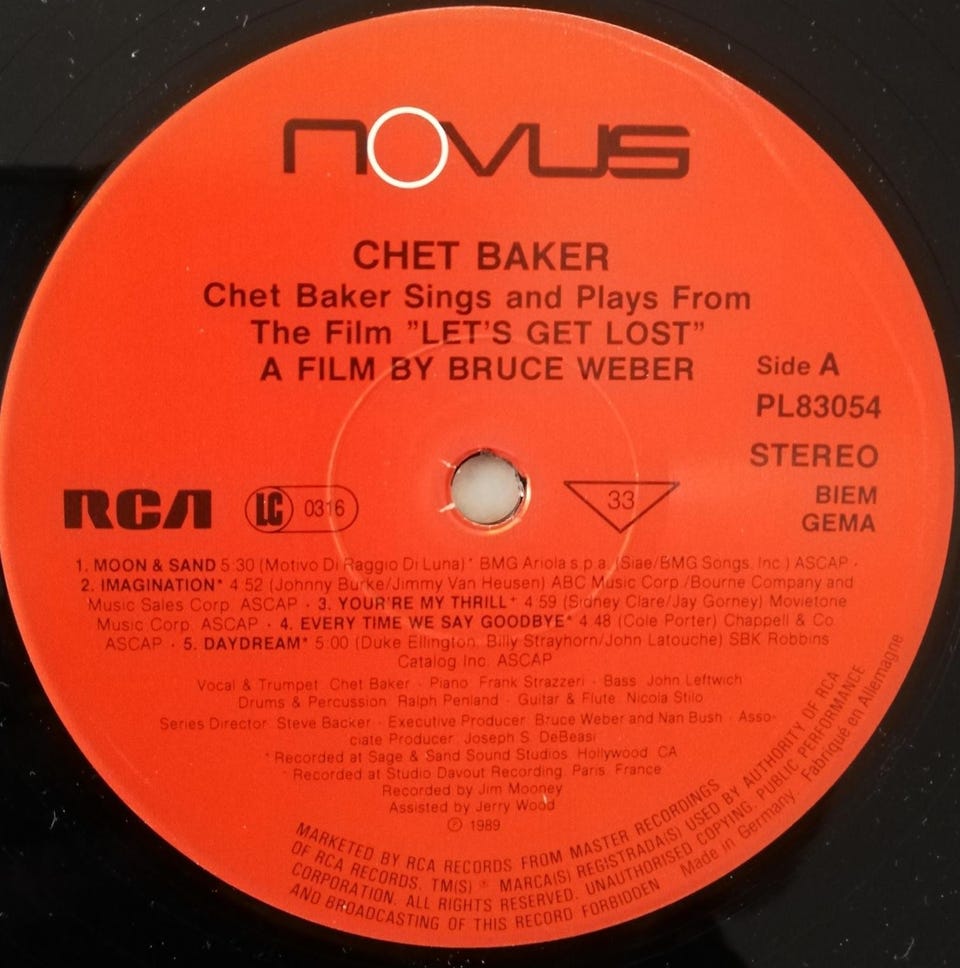 novus
CHET BAKER
Chet Baker Sings and Plays From
The Film ”LET'S GET LOST”
A FILM BY BRUCE WEBER
Side A
PL83054
STEREO
BIEM
GEMA
RCA
LC 0316
33
1. MOON & SAND 5:30 (Motivo Di Raggio Di Luna)* BMG Ariola s.p.a. (Siae/BMG Songs, Inc.) ASCAP ·
2. IMAGINATION* 4:52 (Johnny Burke/Jimmy Van Heusen) ABC Music Corp./Bourne Company and
Music Sales Corp. ASCAP · 3. YOUR'RE MY THRILL+ 4:59 (Sidney Clare/Jay Gorney) Movietone
Music Corp. ASCAP · 4. EVERY TIME WE SAY GOODBYE* 4:48 (Cole Porter) Chappell & Co.
ASCAP · 5. DAYDREAM* 5:00 (Duke Ellington, Billy Strayhorn/John Latouche) SBK Robbins
Catalog Inc. ASCAP
Vocal & Trumpet: Chet Baker · Piano: Frank Strazzeri · Bass: John Leftwich
Drums & Percussion: Ralph Penland · Guitar & Flute: Nicola Stilo
Series Director: Steve Backer · Executive Producer: Bruce Weber and Nan Bush · Asso-
ciate Producer: Joseph S. DeBeasi
* Recorded at Sage & Sand Sound Studios, Hollywood, CA
+ Recorded at Studio Davout Recording, Paris, France
Recorded by Jim Mooney
Assisted by Jerry Wood
℗ 1989
MARKETED BY RCA RECORDS FROM MASTER RECORDINGS
OF RCA RECORDS. TM(S) ® MARCA(S) REGISTRADA(S) USED BY AUTHORITY OF RCA
CORPORATION. ALL RIGHTS RESERVED. UNAUTHORISED COPYING, PUBLIC PERFORMANCE
AND BROADCASTING OF THIS RECORD FORBIDDEN Made in Germany · Fabriqué en Allemagne